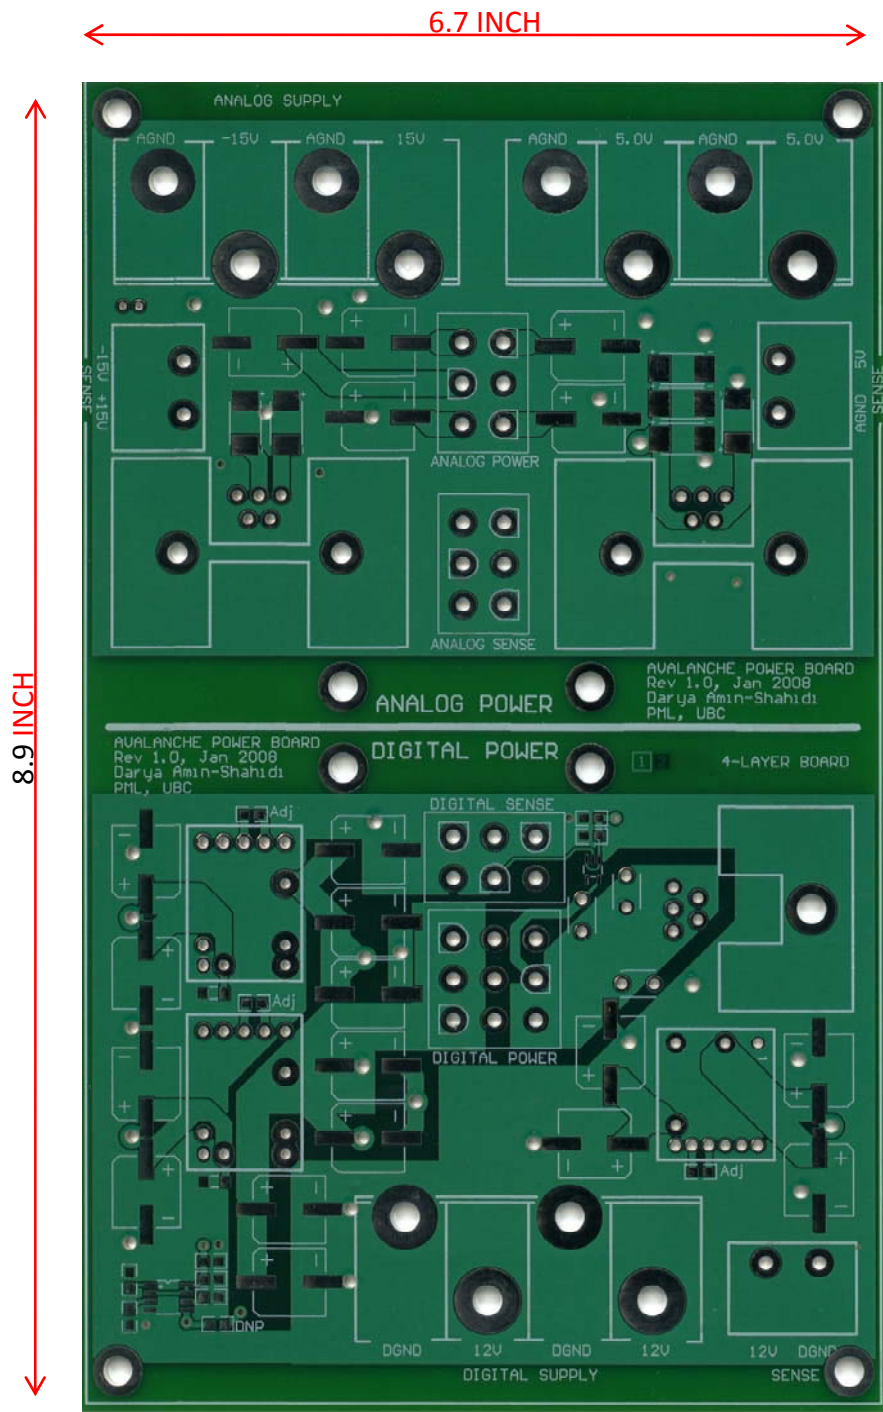 6.7 INCH
8.9 INCH
ANALOG SUPPLY
AGND -15V AGND 15V
AGND 5.0V AGND 5.0V
SENSE
-15V +15V
5V
AGND
SENSE
ANALOG POWER
ANALOG SENSE
ANALOG POWER
AVALANCHE POWER BOARD
Rev 1.0, Jan 2008
Darya Amin-Shahidi
PML, UBC
AVALANCHE POWER BOARD
Rev 1.0, Jan 2008
Darya Amin-Shahidi
PML, UBC
DIGITAL POWER
1 2
4-LAYER BOARD
Adj
DIGITAL SENSE
Adj
DIGITAL POWER
Adj
DNP
DGND 12V DGND 12V
DIGITAL SUPPLY
12V DGND
SENSE